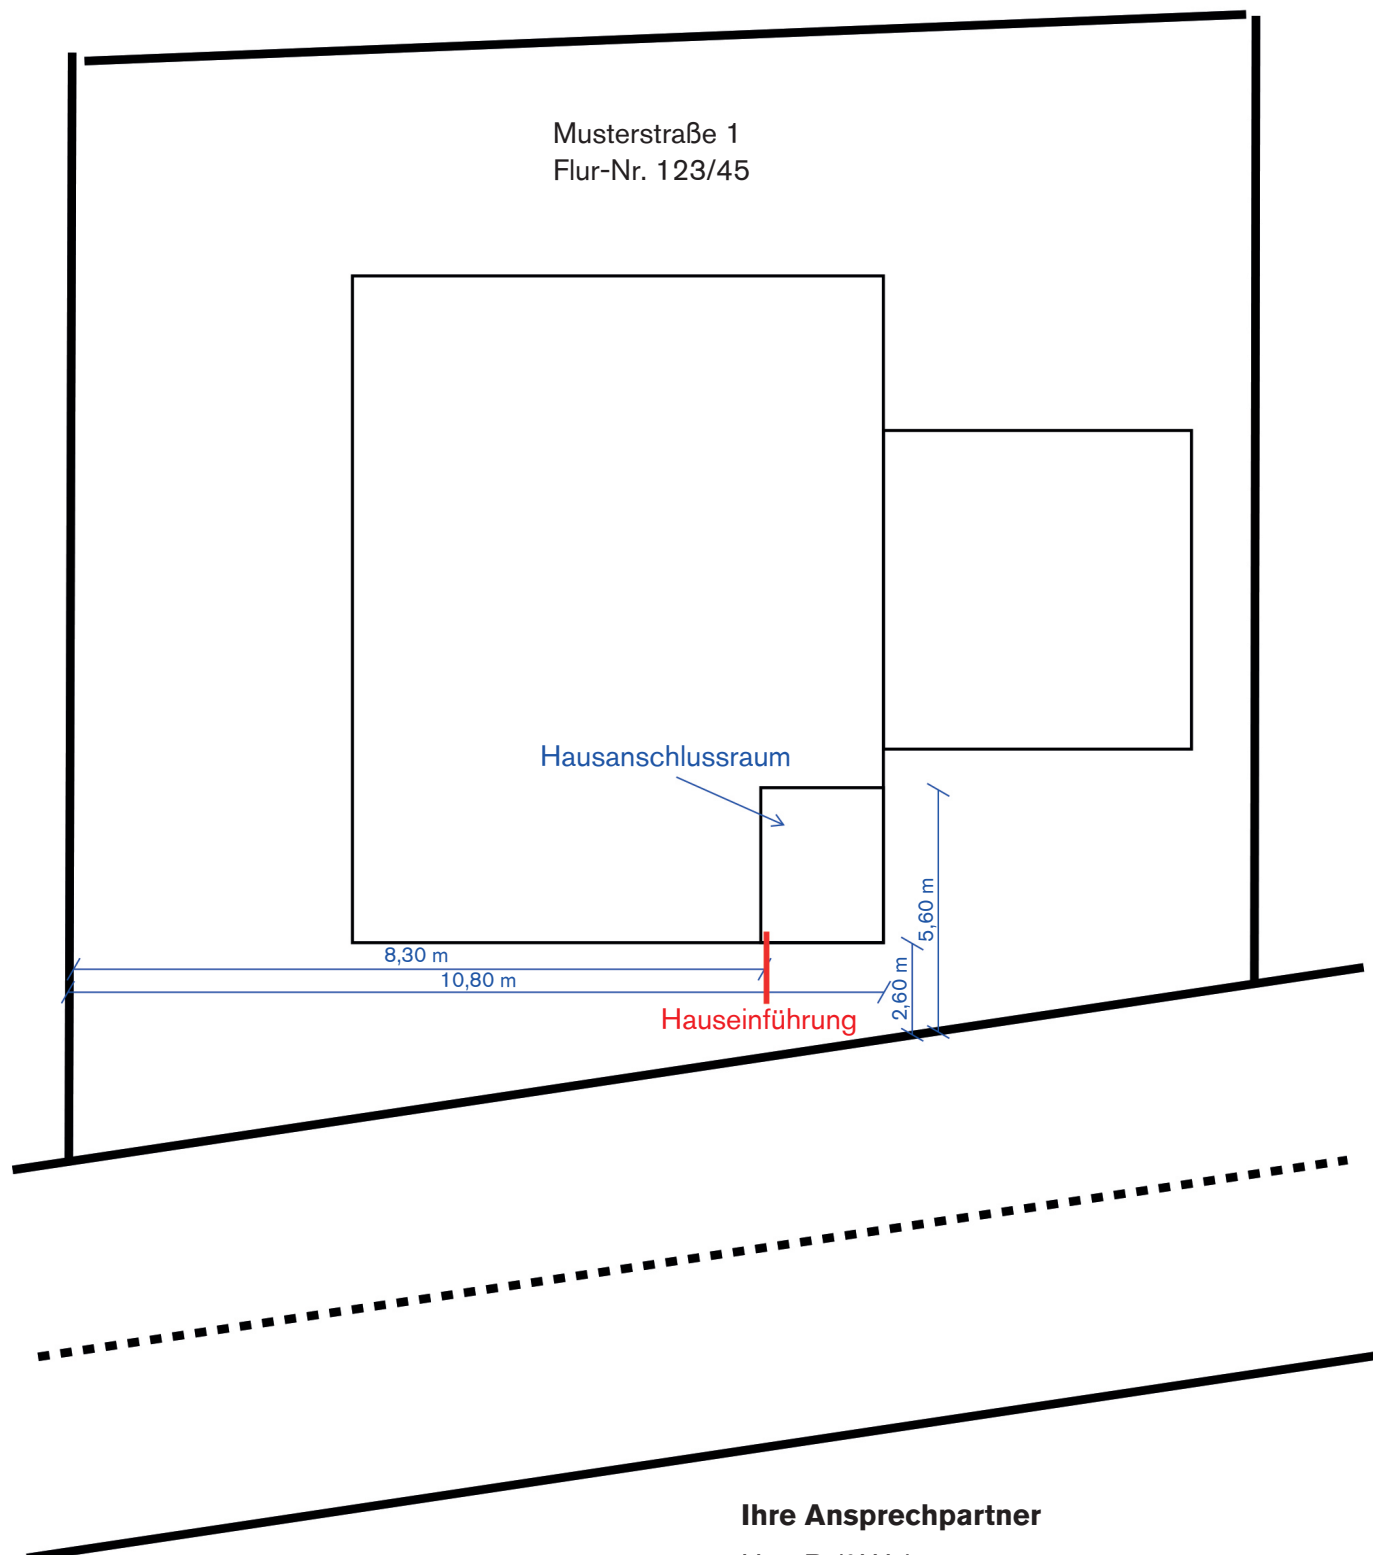 Musterstraße 1
Flur-Nr. 123/45
Hausanschlussraum
5,60 m
8,30 m
2,60 m
10,80 m
Hauseinführung
Ihre Ansprechpartner